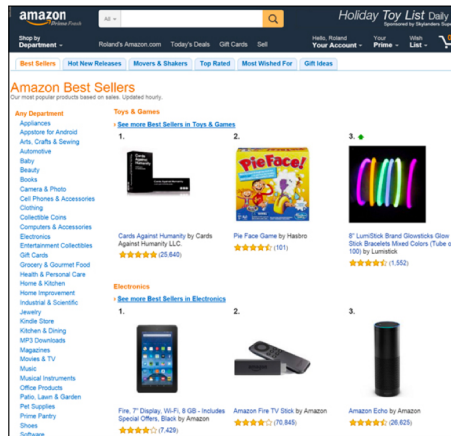 amazon
Prime Fresh
All
Holiday Toy List Daily
Sponsored by Skylanders Sup
Shop by
Department
Roland's Amazon.com Today's Deals Gift Cards Sell
Hello, Roland
Your Account
Your
Prime
Wish
List
Best Sellers
Hot New Releases
Movers & Shakers
Top Rated
Most Wished For
Gift Ideas
Amazon Best Sellers
Our most popular products based on sales. Updated hourly.
Any Department
Appliances
Appstore for Android
Arts, Crafts & Sewing
Automotive
Baby
Beauty
Books
Camera & Photo
Cell Phones & Accessories
Clothing
Collectible Coins
Computers & Accessories
Electronics
Entertainment Collectibles
Gift Cards
Grocery & Gourmet Food
Health & Personal Care
Home & Kitchen
Home Improvement
Industrial & Scientific
Jewelry
Kindle Store
Kitchen & Dining
MP3 Downloads
Magazines
Movies & TV
Music
Musical Instruments
Office Products
Patio, Lawn & Garden
Pet Supplies
Prime Pantry
Shoes
Software
Toys & Games
› See more Best Sellers in Toys & Games
1.
2.
3.
Pie Face!
Cards Against Humanity by Cards
Against Humanity LLC.
(25,640)
Pie Face Game by Hasbro
(101)
8" LumiStick Brand Glowsticks Glow
Stick Bracelets Mixed Colors (Tube o
100) by Lumistick
(1,552)
Electronics
› See more Best Sellers in Electronics
1.
2.
3.
Fire, 7" Display, Wi-Fi, 8 GB - Includes
Special Offers, Black by Amazon
(7,429)
Amazon Fire TV Stick by Amazon
(70,845)
Amazon Echo by Amazon
(26,625)